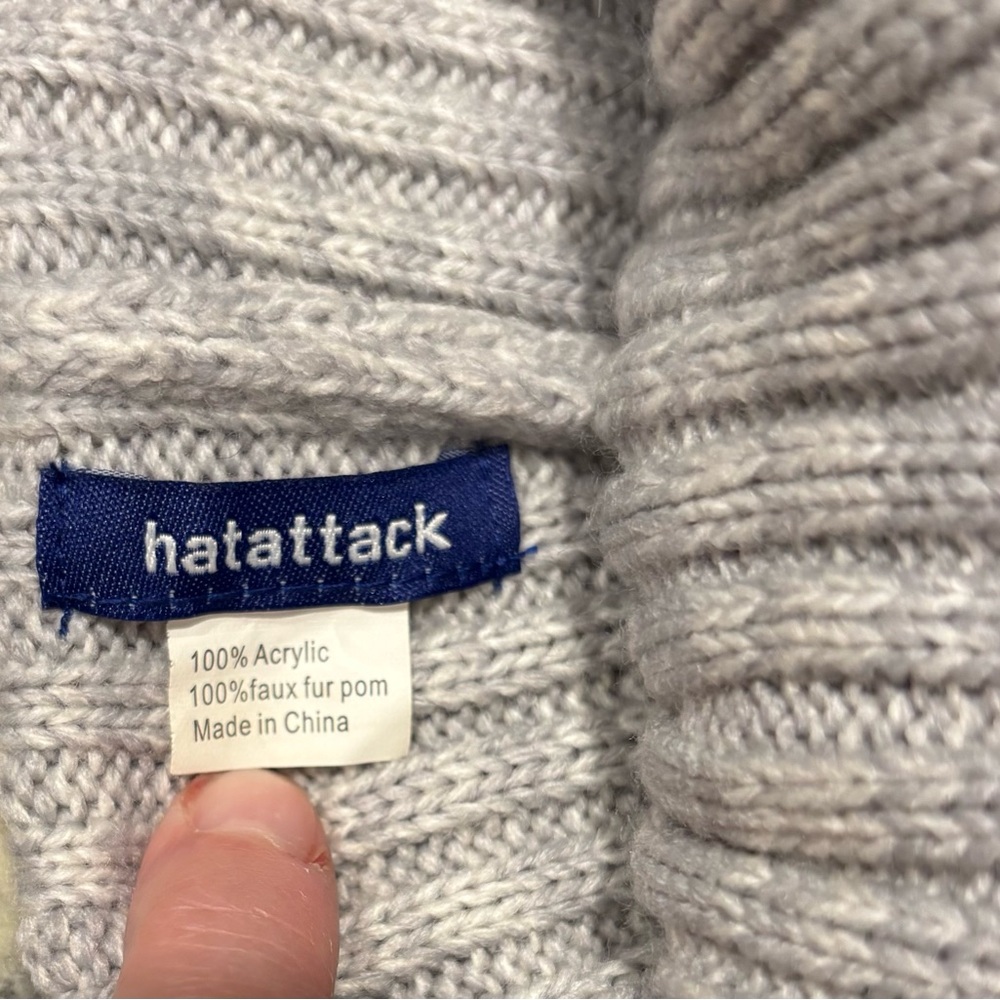 hatattack
100% Acrylic
100%faux fur pom
Made in China